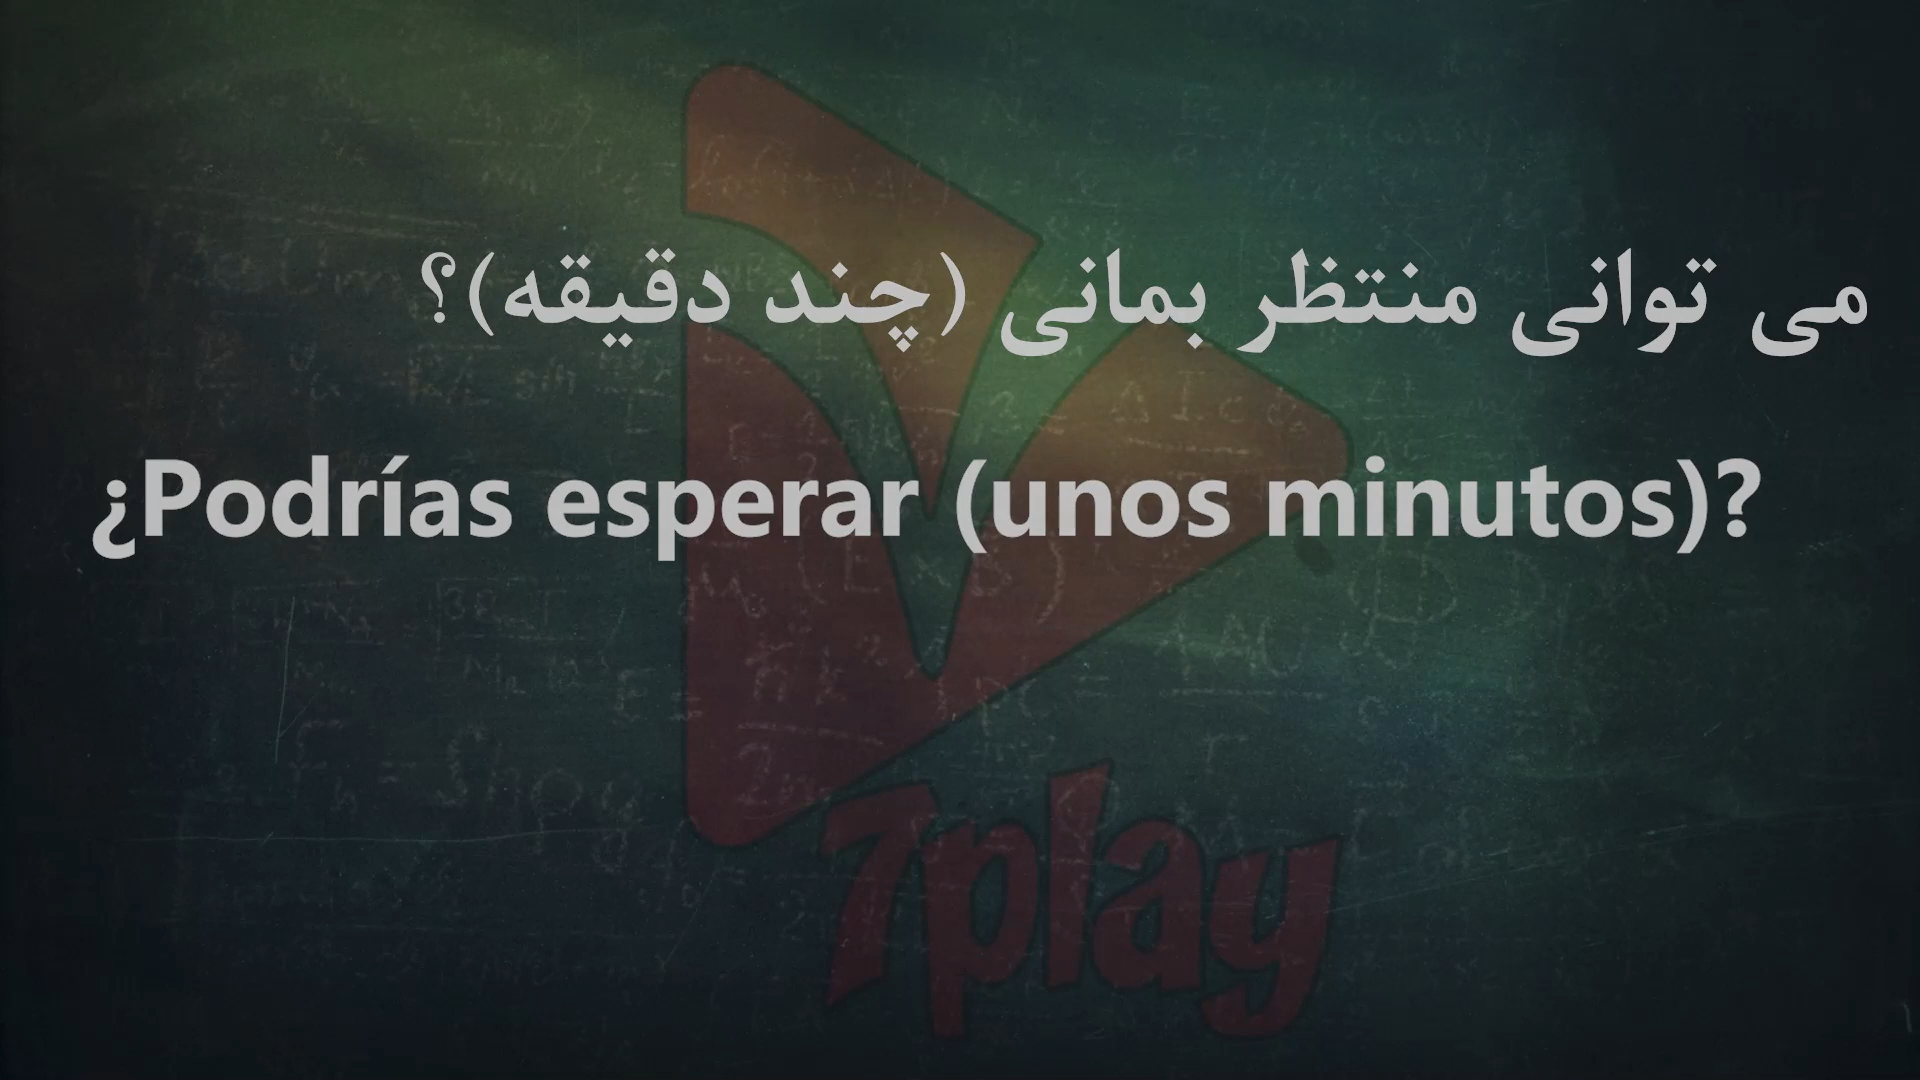 می توانی منتظر بمانی (چند دقیقه)؟
¿Podrías esperar (unos minutos)?
7play